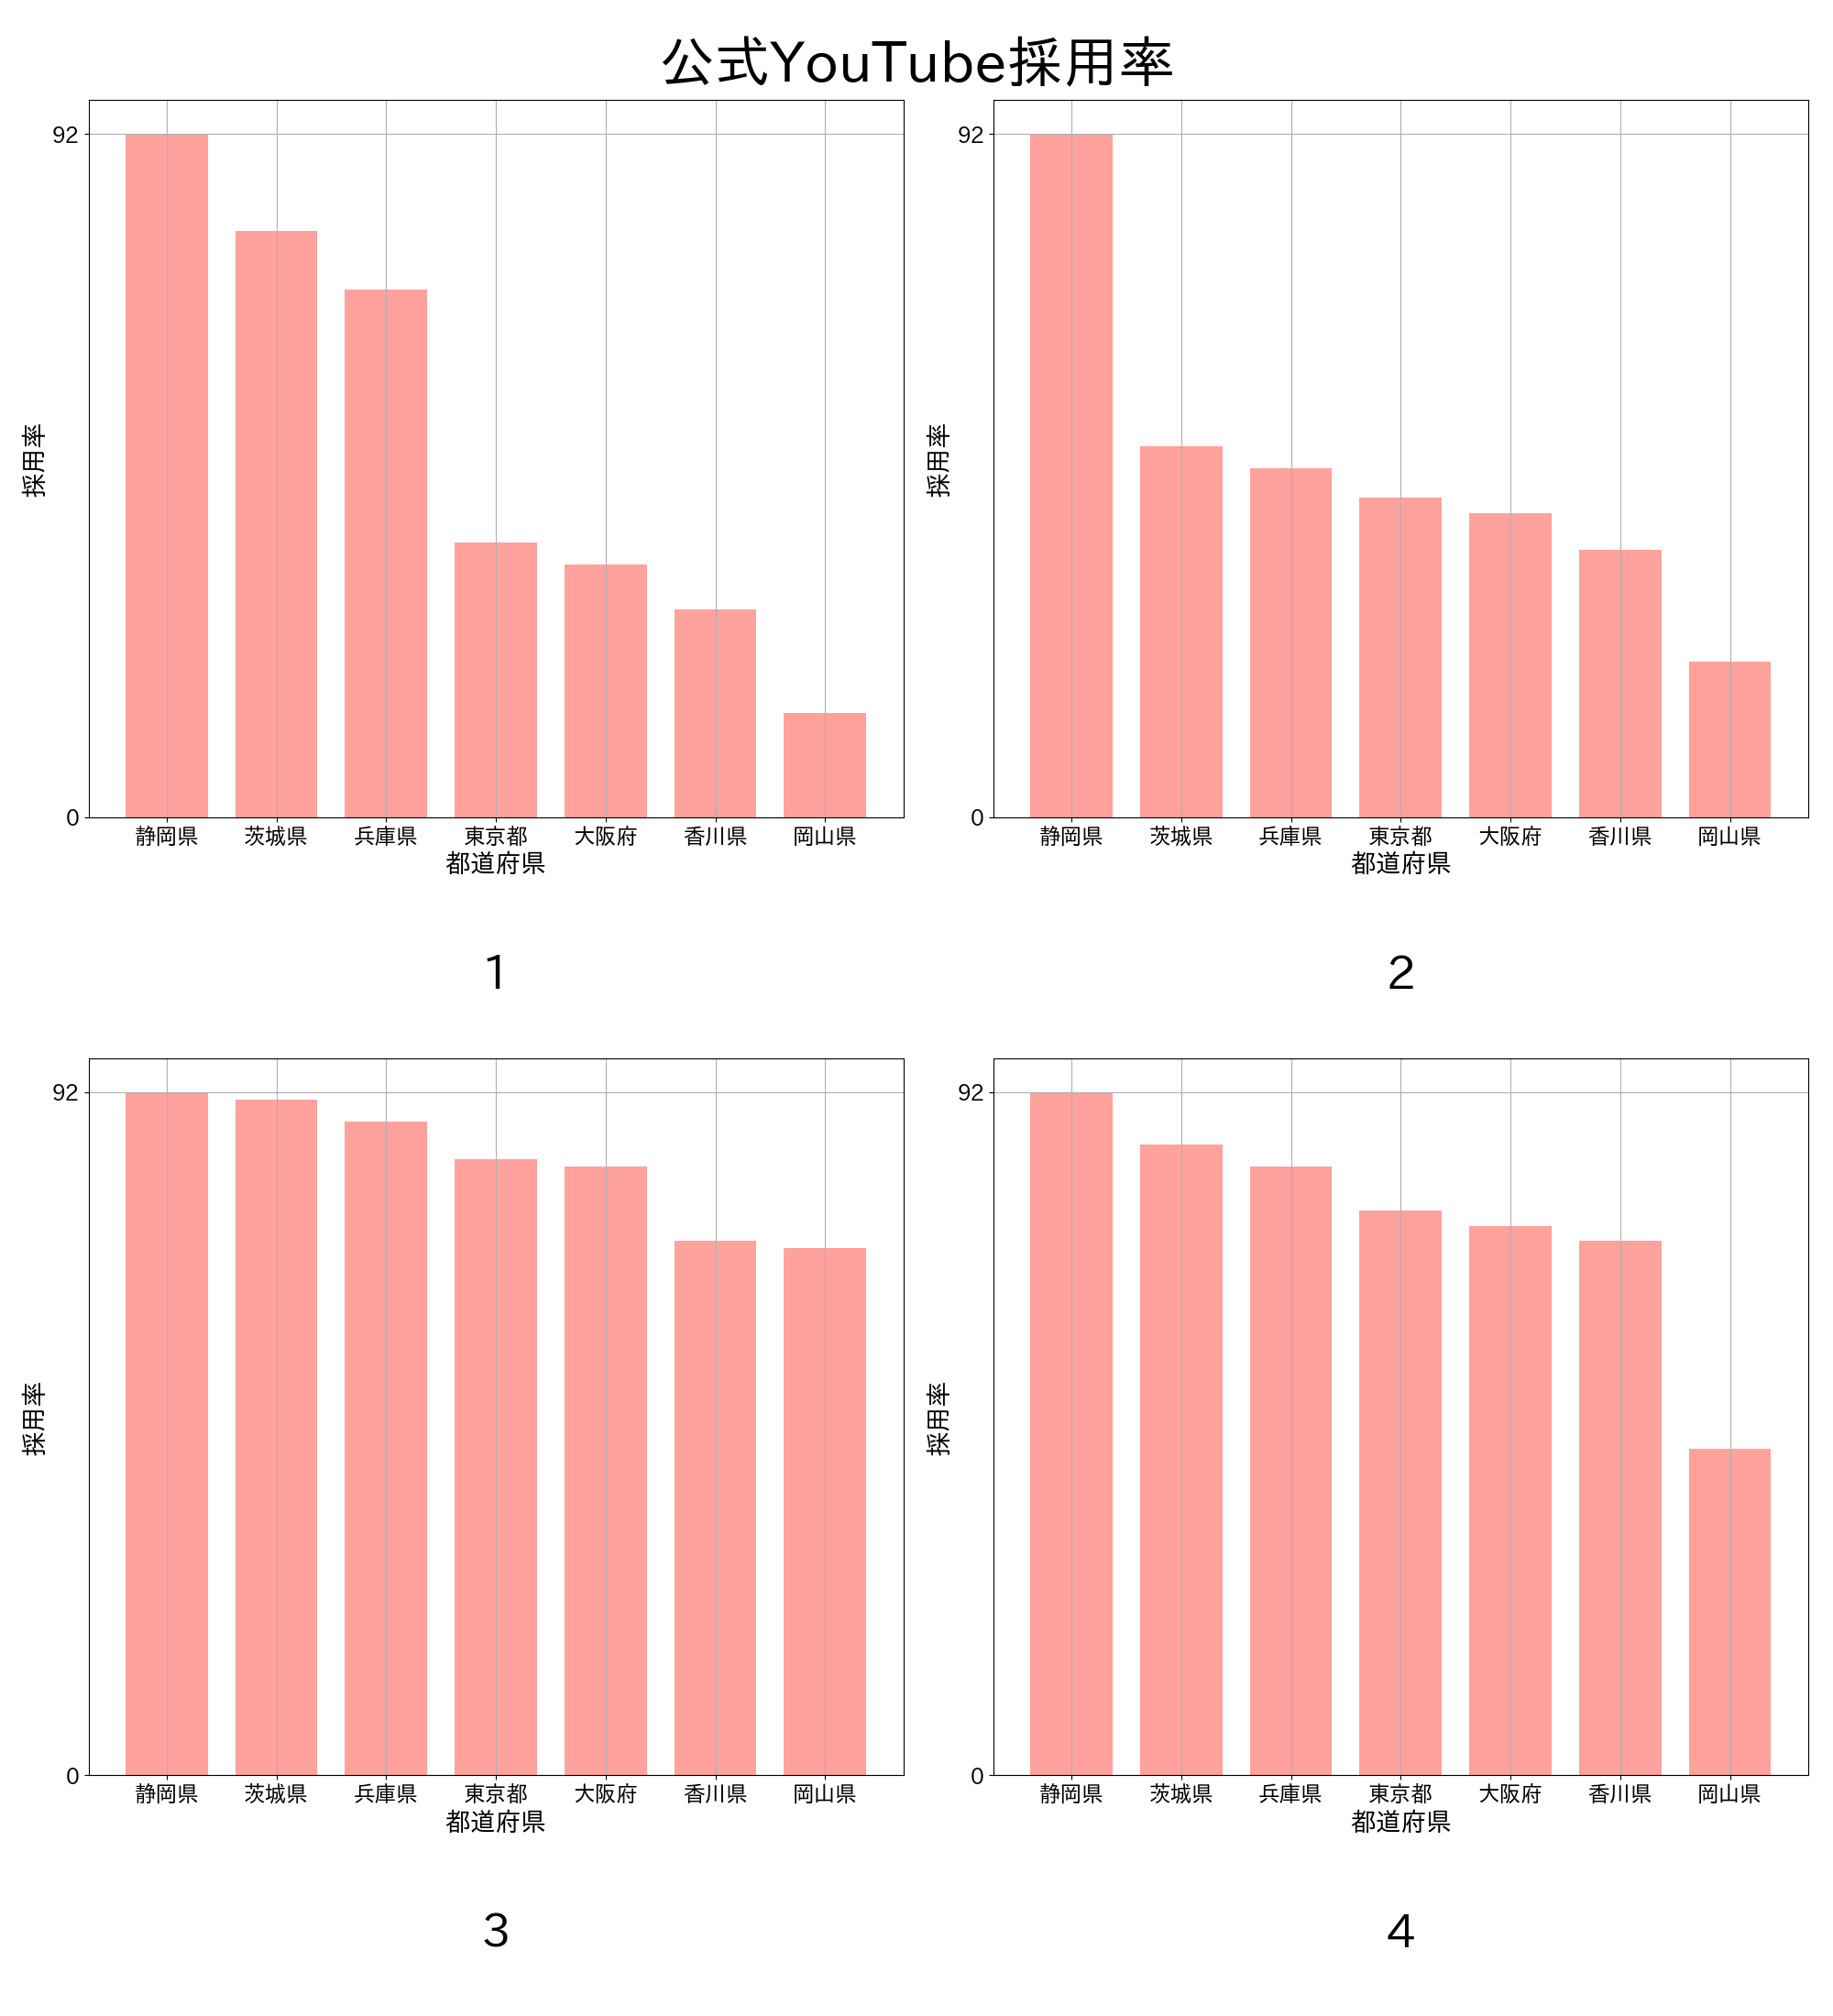 公式YouTube採用率
92
0
採用率
静岡県 茨城県 兵庫県 東京都 大阪府 香川県 岡山県
都道府県
1
92
0
採用率
静岡県 茨城県 兵庫県 東京都 大阪府 香川県 岡山県
都道府県
2
92
0
採用率
静岡県 茨城県 兵庫県 東京都 大阪府 香川県 岡山県
都道府県
3
92
0
採用率
静岡県 茨城県 兵庫県 東京都 大阪府 香川県 岡山県
都道府県
4